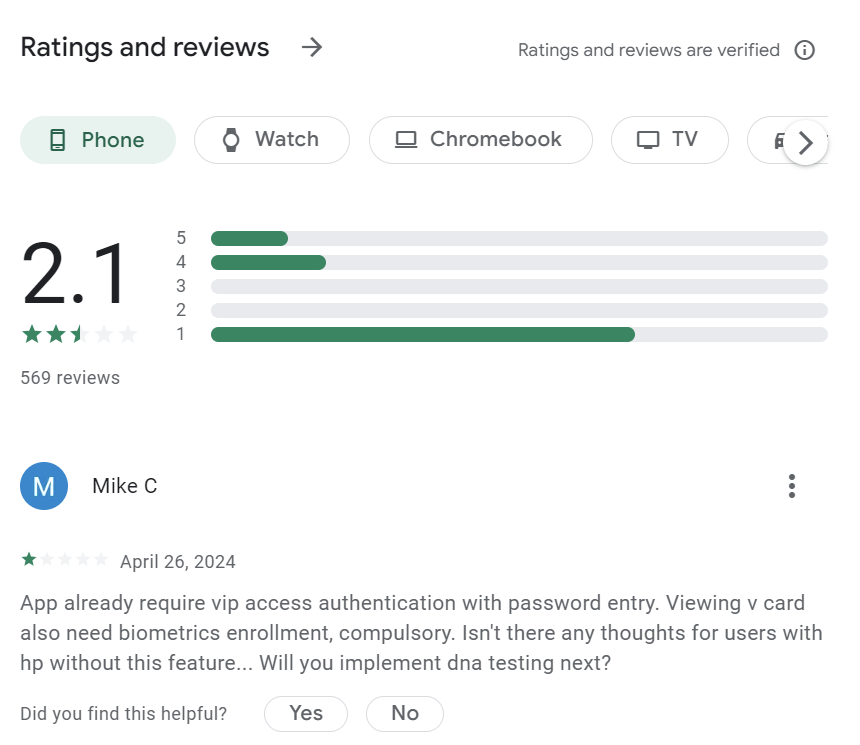 Ratings and reviews
Ratings and reviews are verified
Phone
Watch
Chromebook
TV
2.1
5
4
3
2
1
569 reviews
M
Mike C
April 26, 2024
App already require vip access authentication with password entry. Viewing v card
also need biometrics enrollment, compulsory. Isn't there any thoughts for users with
hp without this feature... Will you implement dna testing next?
Did you find this helpful?
Yes
No